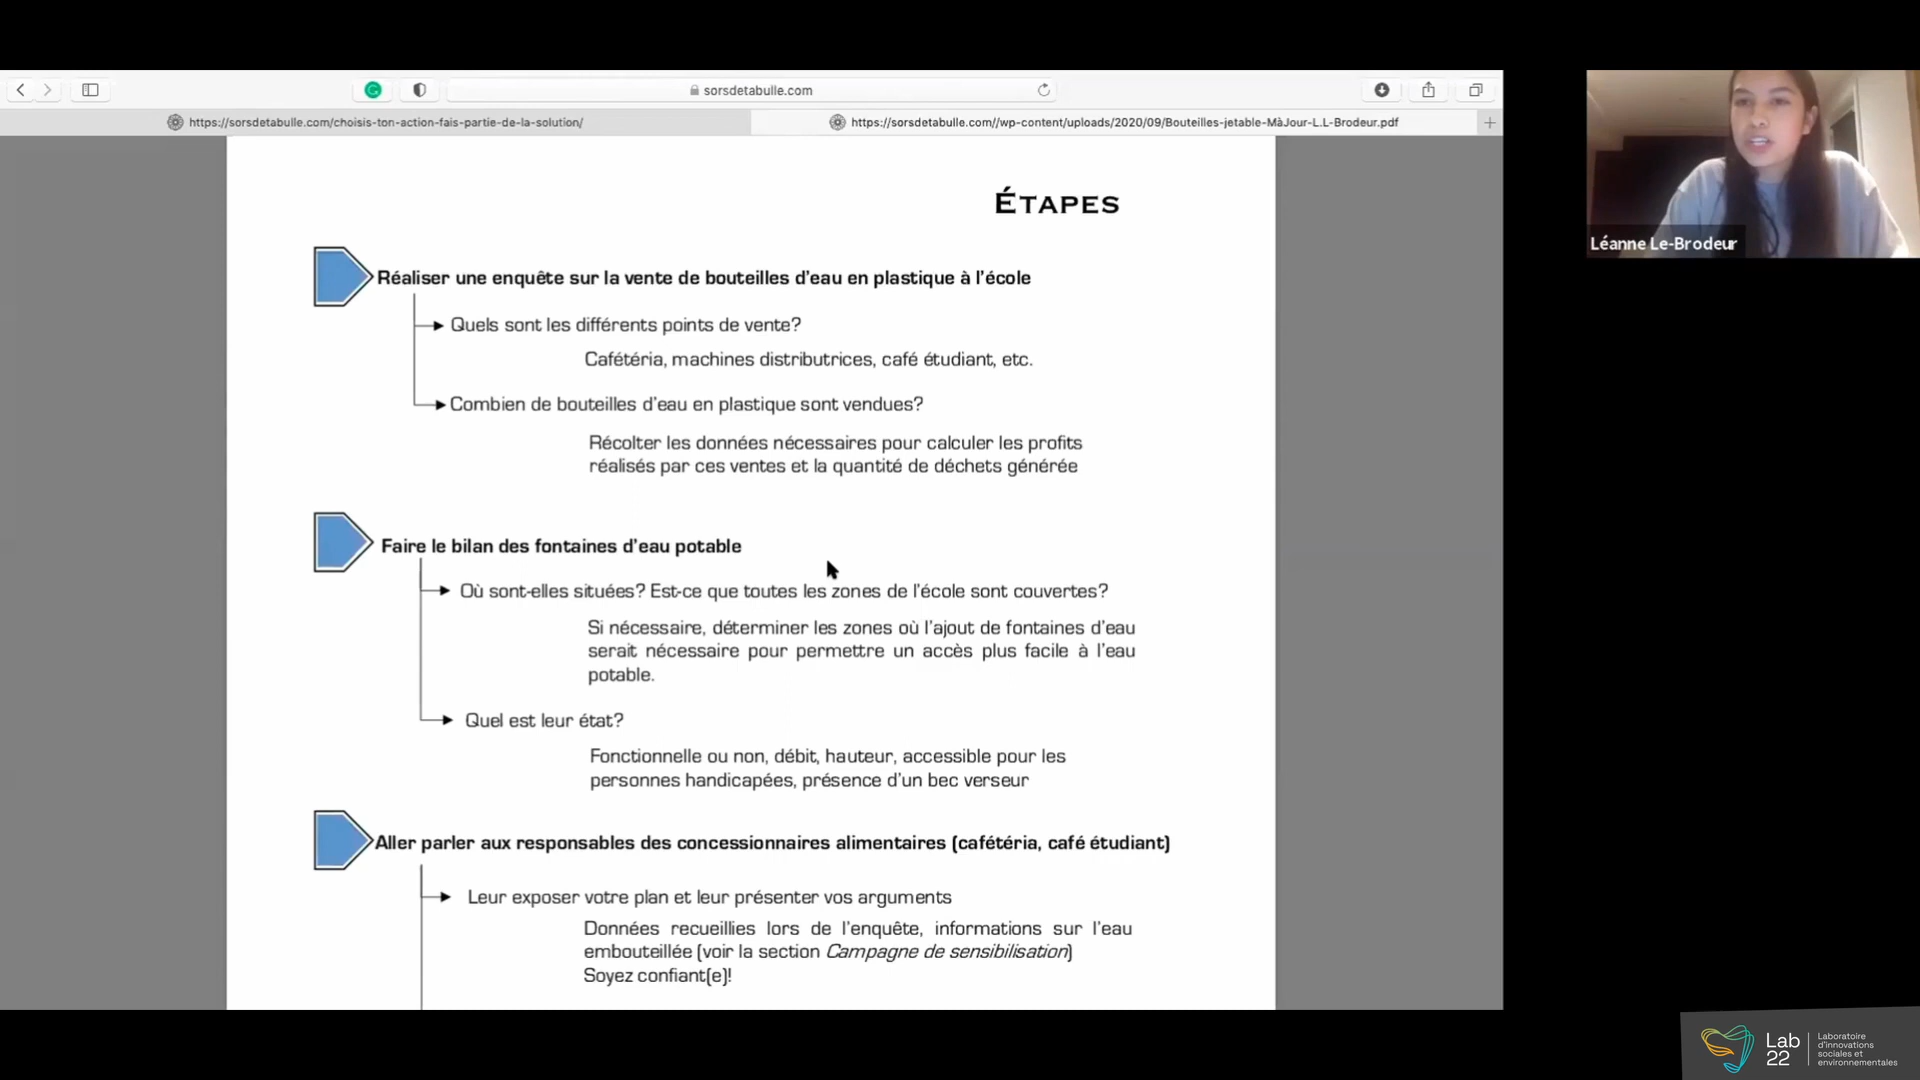 sorsdetabulle.com
https://sorsdetabulle.com/choisis-ton-action-fais-partie-de-la-solution/
https://sorsdetabulle.com//wp-content/uploads/2020/09/Bouteilles-jetable-MàJour-L.L-Brodeur.pdf
ÉTAPES
Réaliser une enquête sur la vente de bouteilles d'eau en plastique à l'école
Quels sont les différents points de vente?
Cafétéria, machines distributrices, café étudiant, etc.
Combien de bouteilles d'eau en plastique sont vendues?
Récolter les données nécessaires pour calculer les profits
réalisés par ces ventes et la quantité de déchets générée
Faire le bilan des fontaines d'eau potable
Où sont-elles situées? Est-ce que toutes les zones de l'école sont couvertes?
Si nécessaire, déterminer les zones où l'ajout de fontaines d'eau
serait nécessaire pour permettre un accès plus facile à l'eau
potable.
Quel est leur état?
Fonctionnelle ou non, débit, hauteur, accessible pour les
personnes handicapées, présence d'un bec verseur
Aller parler aux responsables des concessionnaires alimentaires (cafétéria, café étudiant)
Leur exposer votre plan et leur présenter vos arguments
Données recueillies lors de l'enquête, informations sur l'eau
embouteillée (voir la section Campagne de sensibilisation)
Soyez confiant(e)!
Léanne Le-Brodeur
Lab
22
Laboratoire
d'innovations
sociales et
environnementales